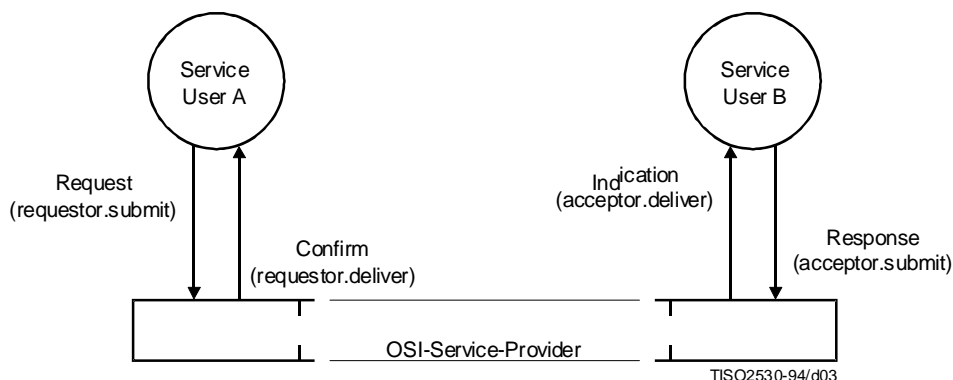 Service
User A
Service
User B
Request
(requestor.submit)
Indication
(acceptor.deliver)
Confirm
(requestor.deliver)
Response
(acceptor.submit)
OSI-Service-Provider
TISO2530-94/d03